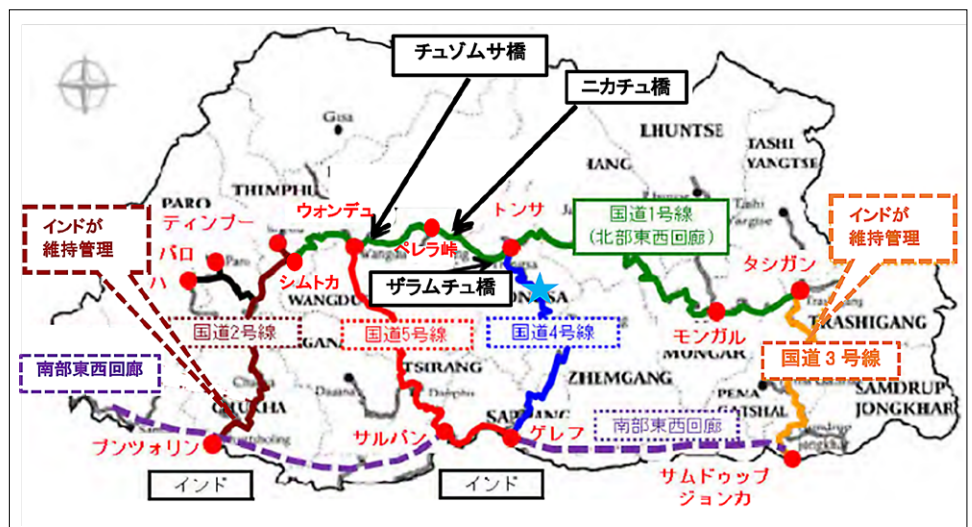 チュゾムサ橋
ニカチュ橋
Gasa
LHUNTSE
TASHI
YANGTSE
THIMPHU
PARO
インドが
維持管理
ティンプー
パロ
ハ
Paro
シムトカ
ウォンデュ
ペレラ峠
トンサ
国道1号線
(北部東西回廊)
インドが
維持管理
タシガン
ザラムチュ橋
WANGDU
国道2号線
国道5号線
国道4号線
モンガル
MONGAR
TRASHIGANG
国道3号線
南部東西回廊
TSIRANG
ZHEMGANG
PEMA
GATSHAL
SAMDRUP
JONGKHAR
Daana
CHUKHA
プンツォリン
サルパン
ゲレフ
南部東西回廊
サムドゥップ
ジョンカ
インド
インド